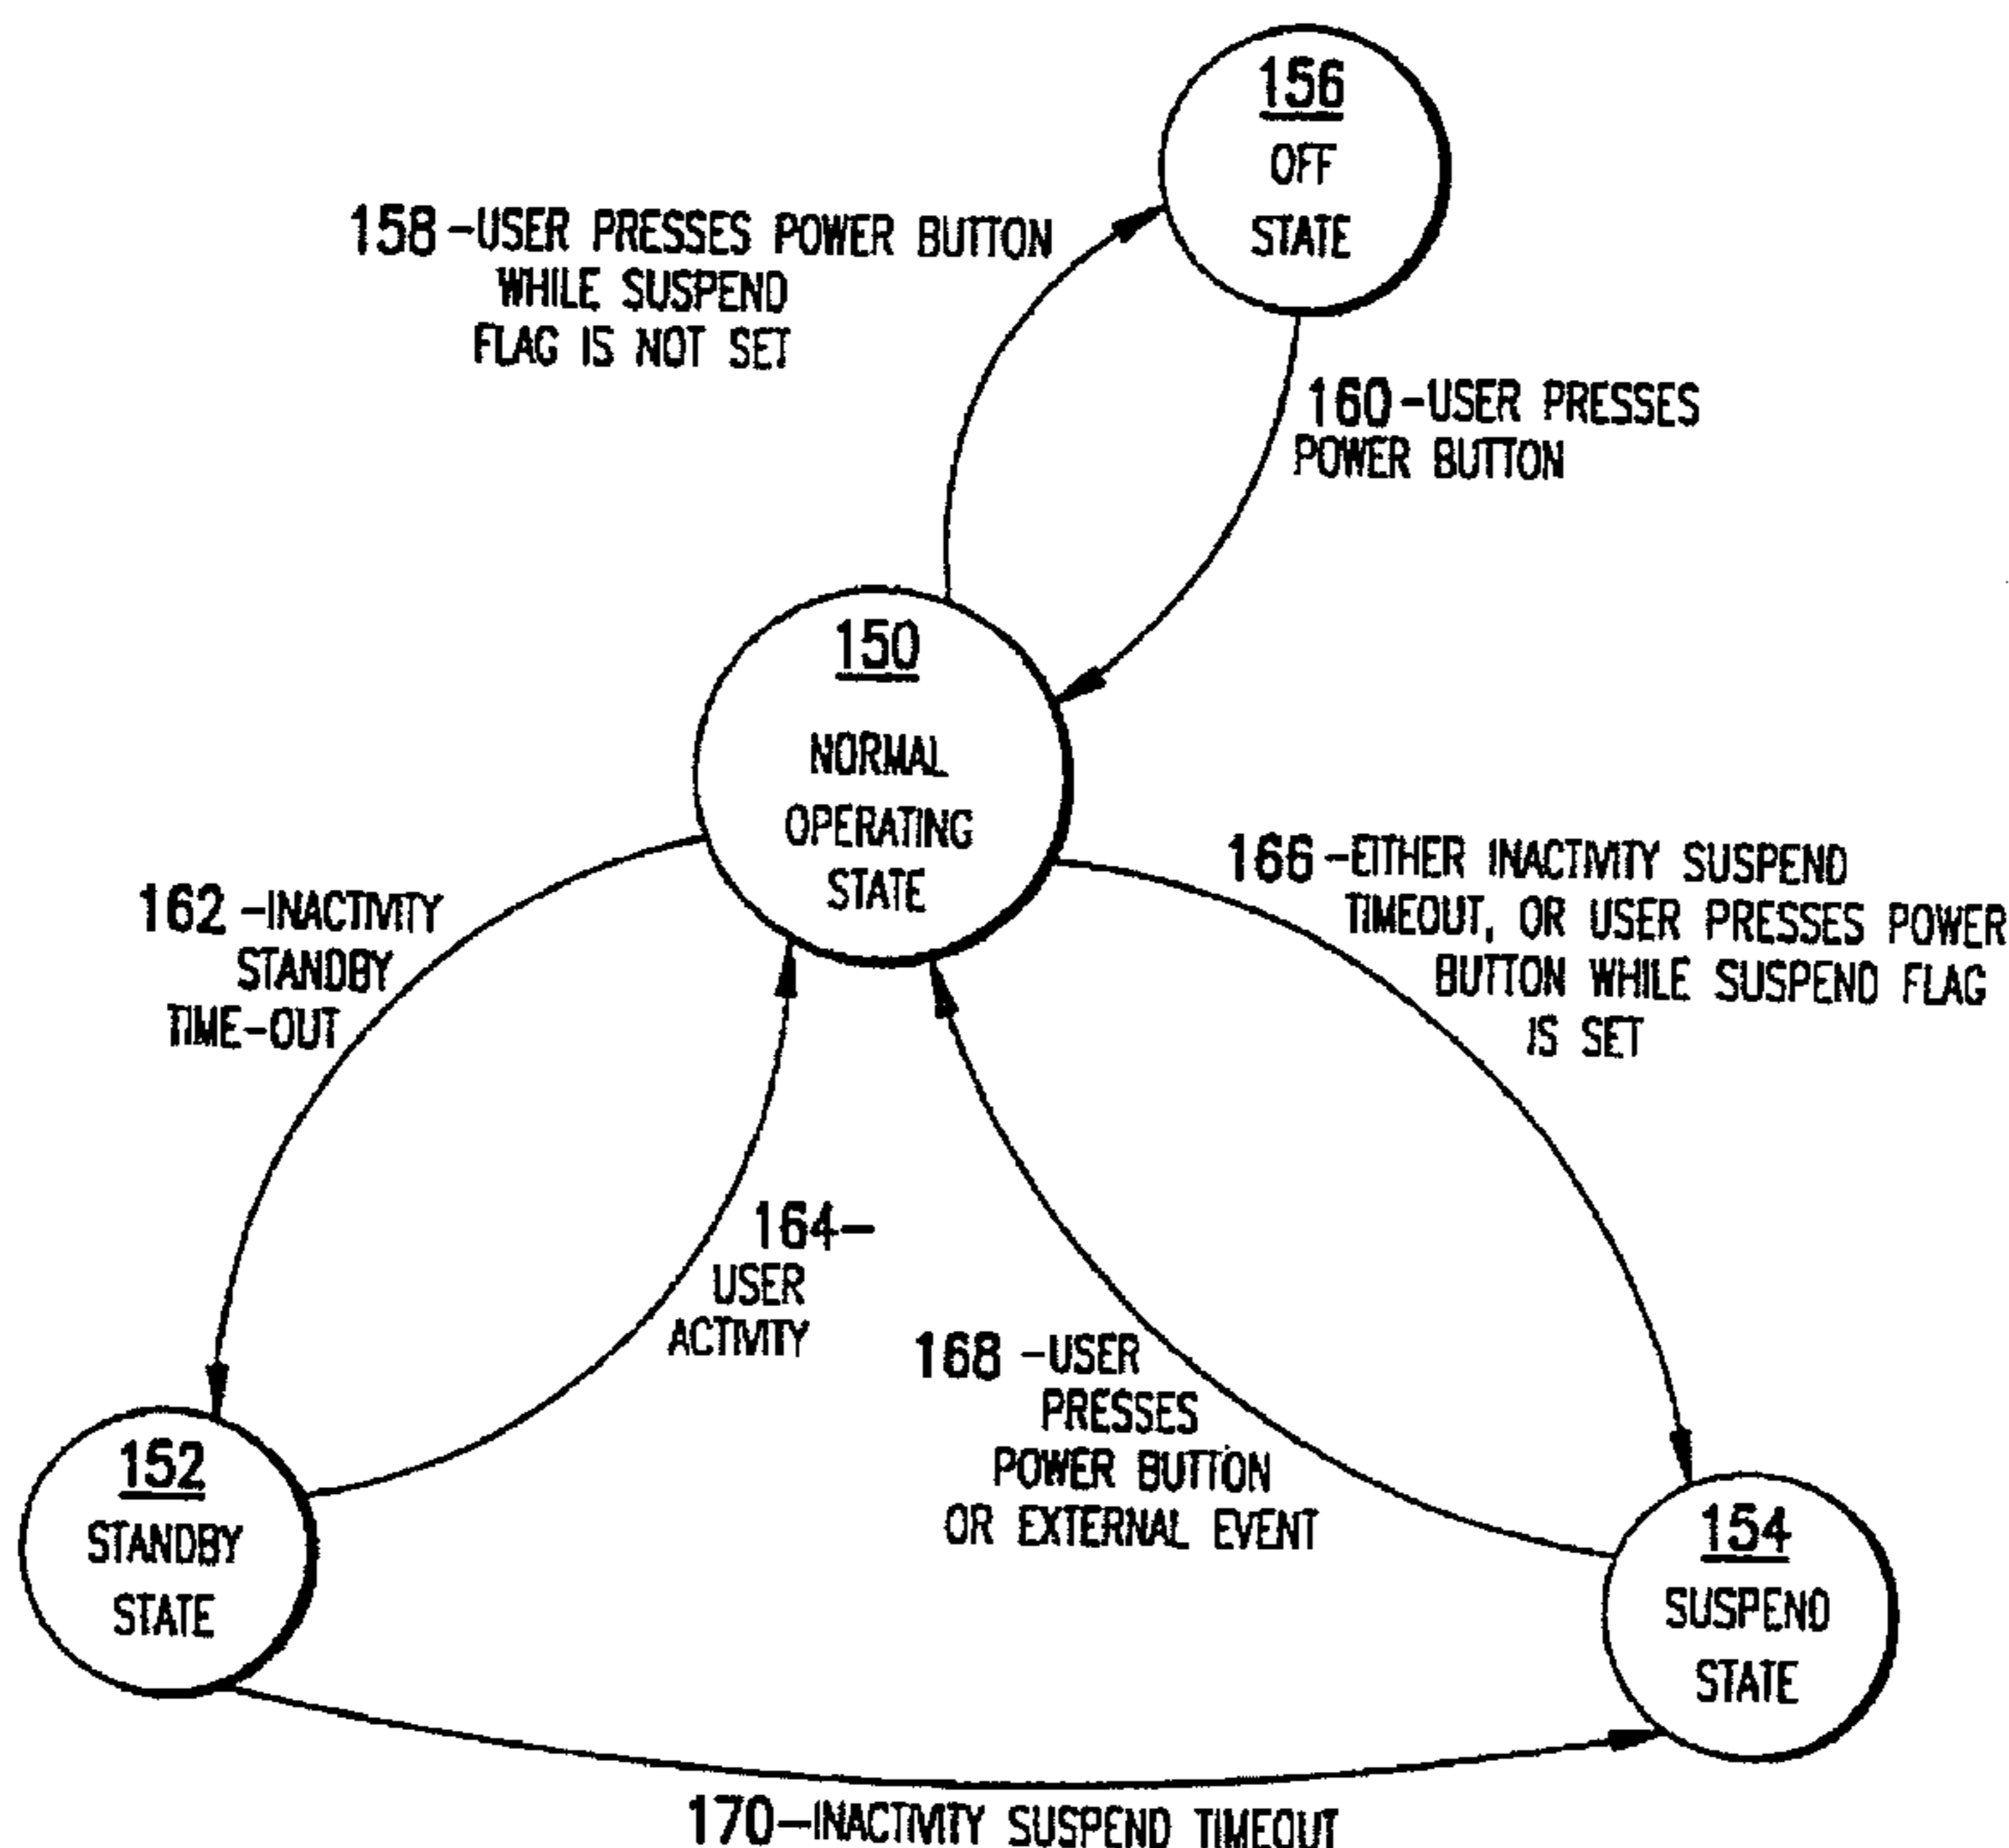 156
OFF
STATE
158-USER PRESSES POWER BUTTON
WHILE SUSPEND
FLAG IS NOT SET
160-USER PRESSES
POWER BUTTON
150
NORMAL
OPERATING
STATE
162-INACTIVITY
STANDBY
TIME-OUT
166-EITHER INACTIVITY SUSPEND
TIMEOUT, OR USER PRESSES POWER
BUTTON WHILE SUSPEND FLAG
IS SET
164-
USER
ACTIVITY
168-USER
PRESSES
POWER BUTTON
OR EXTERNAL EVENT
152
STANDBY
STATE
154
SUSPEND
STATE
170-INACTIVITY SUSPEND TIMEOUT